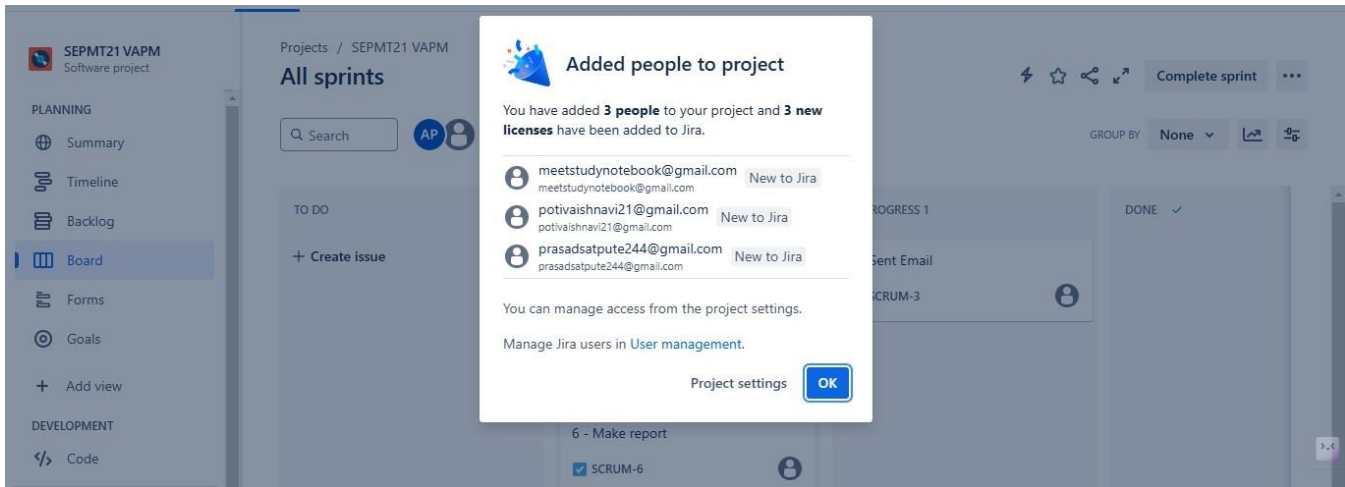 SEPMT21 VAPM
Software project
PLANNING
Summary
Timeline
Backlog
Board
Forms
Goals
+ Add view
DEVELOPMENT
</> Code
Projects / SEPMT21 VAPM
All sprints
Complete sprint
Search
AP
GROUP BY None
TO DO
+ Create issue
6 - Make report
SCRUM-6
ROGRESS 1
Sent Email
SCRUM-3
DONE
Added people to project
You have added 3 people to your project and 3 new
licenses have been added to Jira.
meetstudynotebook@gmail.com New to Jira
meetstudynotebook@gmail.com
potivaishnavi21@gmail.com New to Jira
potivaishnavi21@gmail.com
prasadsatpute244@gmail.com New to Jira
prasadsatpute244@gmail.com
You can manage access from the project settings.
Manage Jira users in User management.
Project settings OK